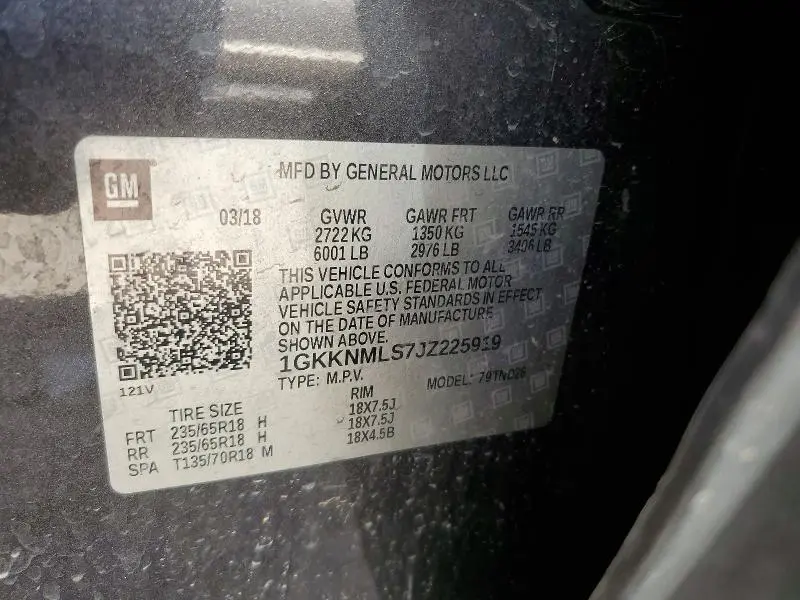 GM
MFD BY GENERAL MOTORS LLC
03/18 GVWR GAWR FRT GAWR RR
2722 KG 1350 KG 1545 KG
6001 LB 2976 LB 3406 LB
THIS VEHICLE CONFORMS TO ALL
APPLICABLE U.S. FEDERAL MOTOR
VEHICLE SAFETY STANDARDS IN EFFECT
ON THE DATE OF MANUFACTURE
SHOWN ABOVE.
1GKKNMLS7JZ225919
121V
TYPE: M.P.V. MODEL: 79TND26
TIRE SIZE RIM
FRT 235/65R18 H 18X7.5J
RR 235/65R18 H 18X7.5J
SPA T135/70R18 M 18X4.5B